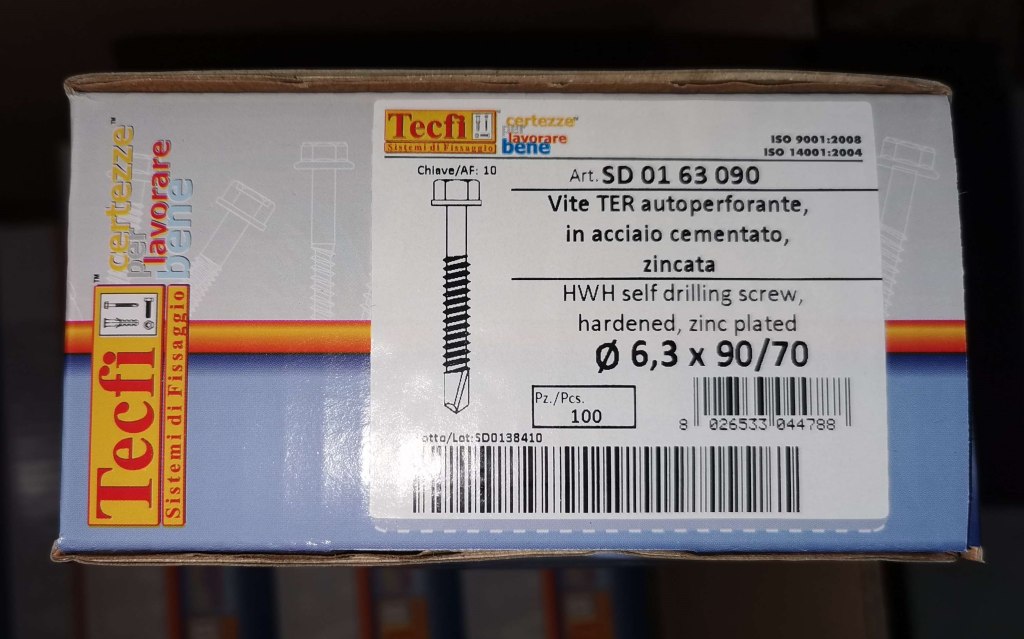 certezze
per
lavorare
bene
Tecfi
Sistemi di Fissaggio
Tecfi
Sistemi di Fissaggio
certezze
per
lavorare
bene
ISO 9001:2008
ISO 14001:2004
Chiave/AF: 10
Art. SD 01 63 090
Vite TER autoperforante,
in acciaio cementato,
zincata
HWH self drilling screw,
hardened, zinc plated
Ø 6,3 x 90/70
Pz./Pcs.
100
8 026533 044788
otto/Lot:SD0138410